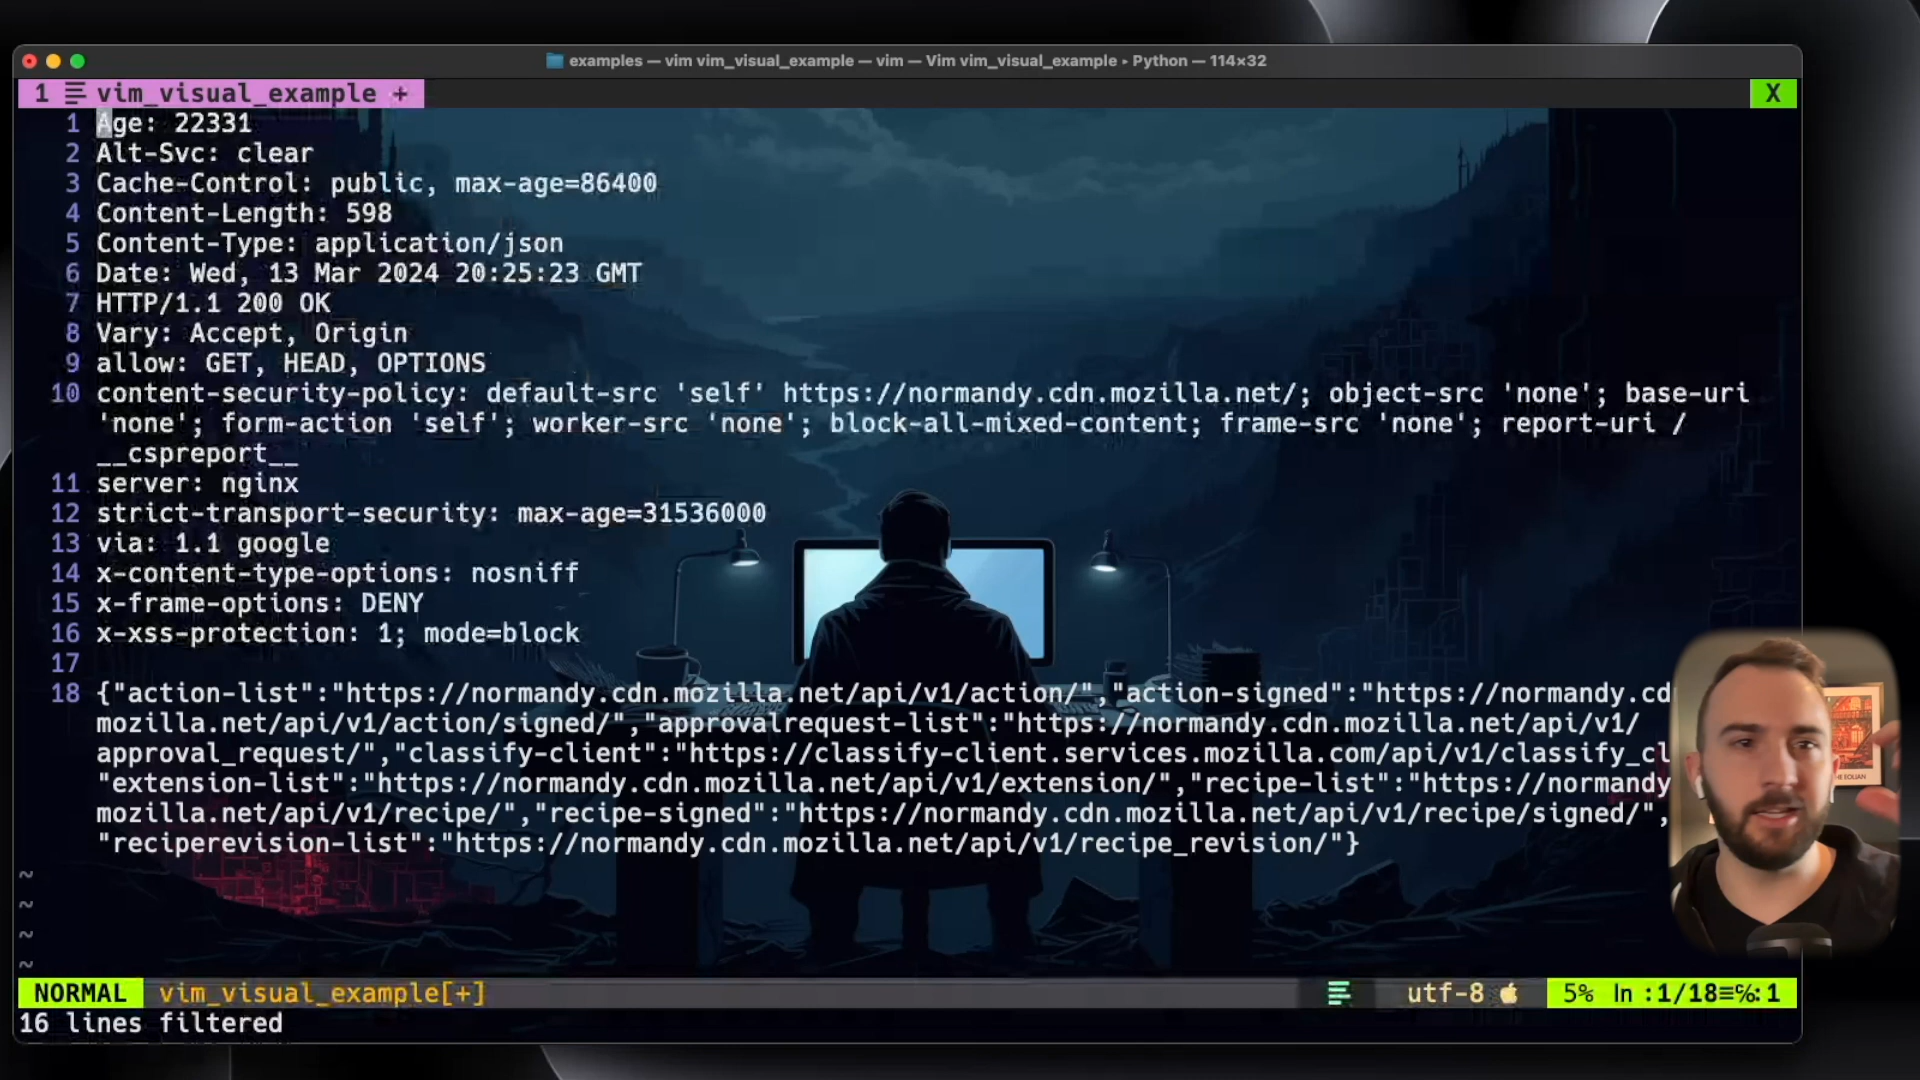 examples — vim vim_visual_example — vim — Vim vim_visual_example ▸ Python — 114×32
1 vim_visual_example + X
1 Age: 22331
2 Alt-Svc: clear
3 Cache-Control: public, max-age=86400
4 Content-Length: 598
5 Content-Type: application/json
6 Date: Wed, 13 Mar 2024 20:25:23 GMT
7 HTTP/1.1 200 OK
8 Vary: Accept, Origin
9 allow: GET, HEAD, OPTIONS
10 content-security-policy: default-src 'self' https://normandy.cdn.mozilla.net/; object-src 'none'; base-uri
'none'; form-action 'self'; worker-src 'none'; block-all-mixed-content; frame-src 'none'; report-uri /
__cspreport__
11 server: nginx
12 strict-transport-security: max-age=31536000
13 via: 1.1 google
14 x-content-type-options: nosniff
15 x-frame-options: DENY
16 x-xss-protection: 1; mode=block
17
18 {"action-list":"https://normandy.cdn.mozilla.net/api/v1/action/","action-signed":"https://normandy.cd
mozilla.net/api/v1/action/signed/","approvalrequest-list":"https://normandy.cdn.mozilla.net/api/v1/
approval_request/","classify-client":"https://classify-client.services.mozilla.com/api/v1/classify_cl
"extension-list":"https://normandy.cdn.mozilla.net/api/v1/extension/","recipe-list":"https://normandy
mozilla.net/api/v1/recipe/","recipe-signed":"https://normandy.cdn.mozilla.net/api/v1/recipe/signed/",
"reciperevision-list":"https://normandy.cdn.mozilla.net/api/v1/recipe_revision/"}
~
~
~
~
NORMAL vim_visual_example[+] utf-8 5% ln :1/18≡℅:1
16 lines filtered